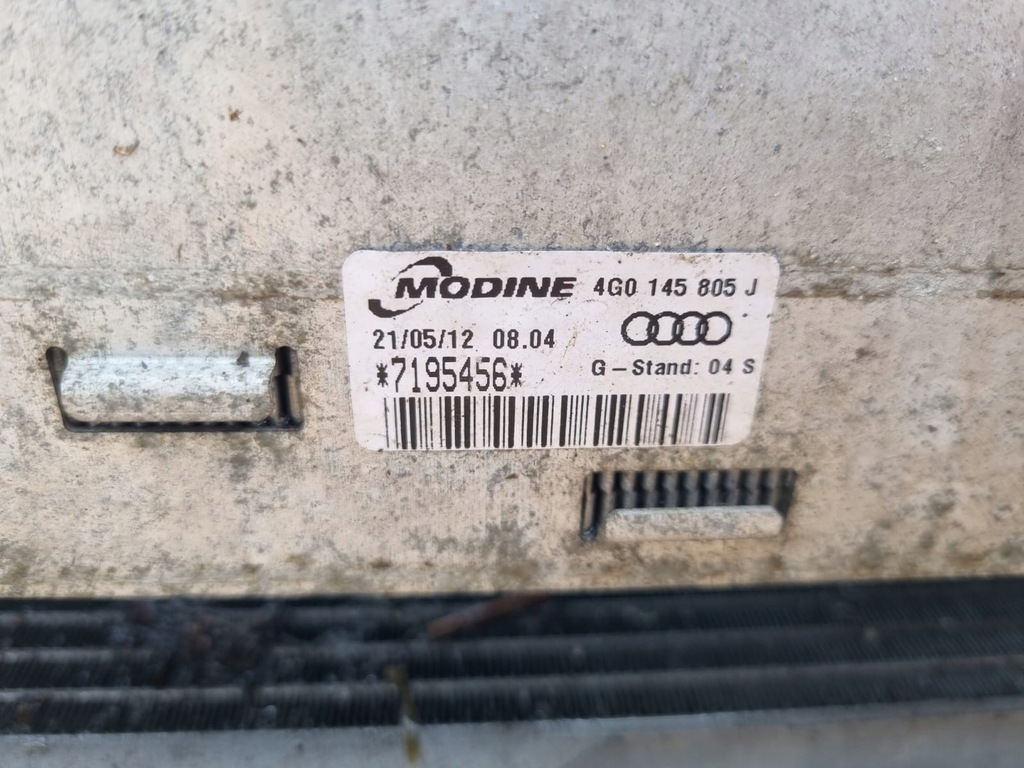 MODINE 4G0 145 805 J
21/05/12 08.04
*7195456* G-Stand: 04 S